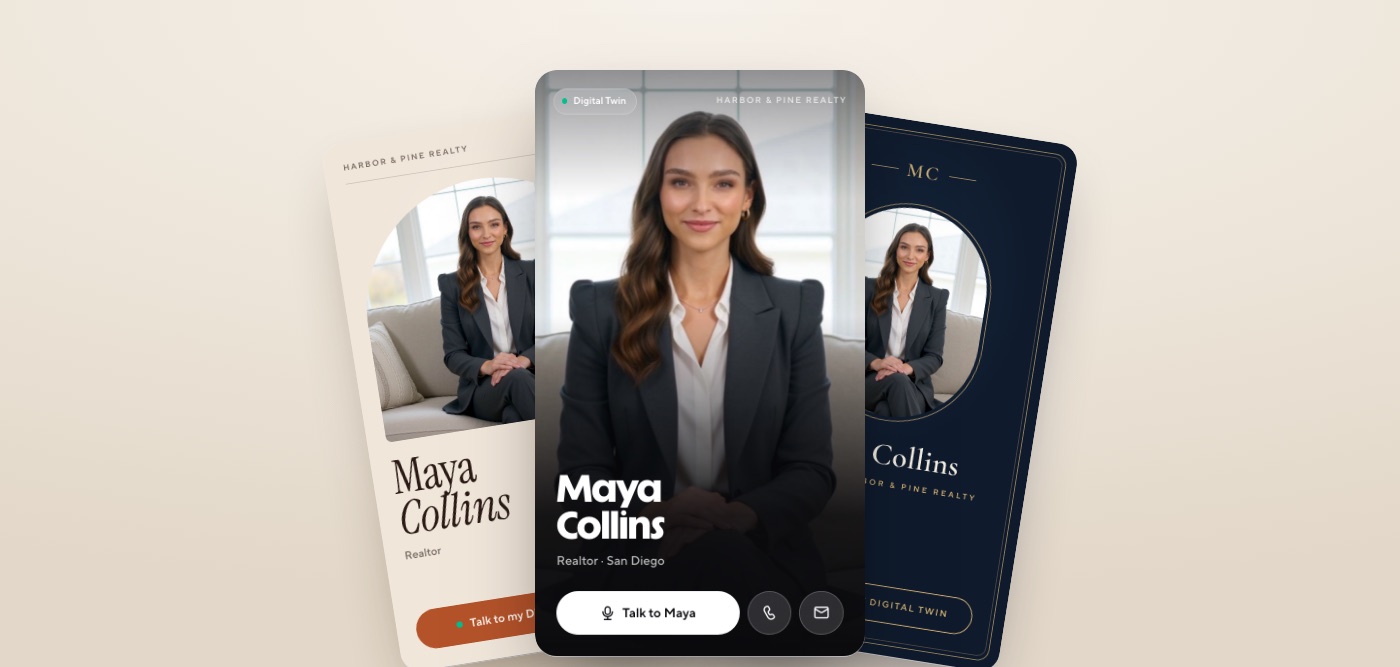 HARBOR & PINE REALTY
Maya
Collins
Realtor
Talk to my
Digital Twin
HARBOR & PINE REALTY
Maya
Collins
Realtor · San Diego
Talk to Maya
MC
Collins
& PINE REALTY
DIGITAL TWIN